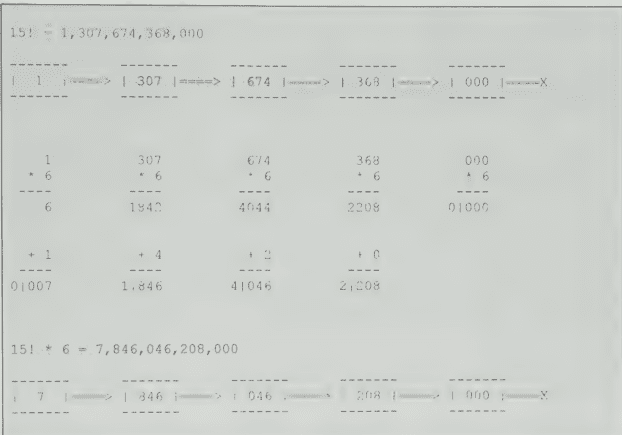 15! = 1,307,674,368,000
------- ------- ------- ------- -------
| 1 |====> | 307 |====> | 674 |====> | 368 |====> | 000 |====X
------- ------- ------- ------- -------
1 307 674 368 000
* 6 * 6 * 6 * 6 * 6
---- ---- ---- ---- ----
6 1842 4044 2208 0|000
+ 1 + 4 + 2 + 0
---- ---- ---- ----
0|007 1|846 4|046 2|208
15! * 6 = 7,846,046,208,000
------- ------- ------- ------- -------
| 7 |====> | 846 |====> | 046 |====> | 208 |====> | 000 |====X
------- ------- ------- ------- -------